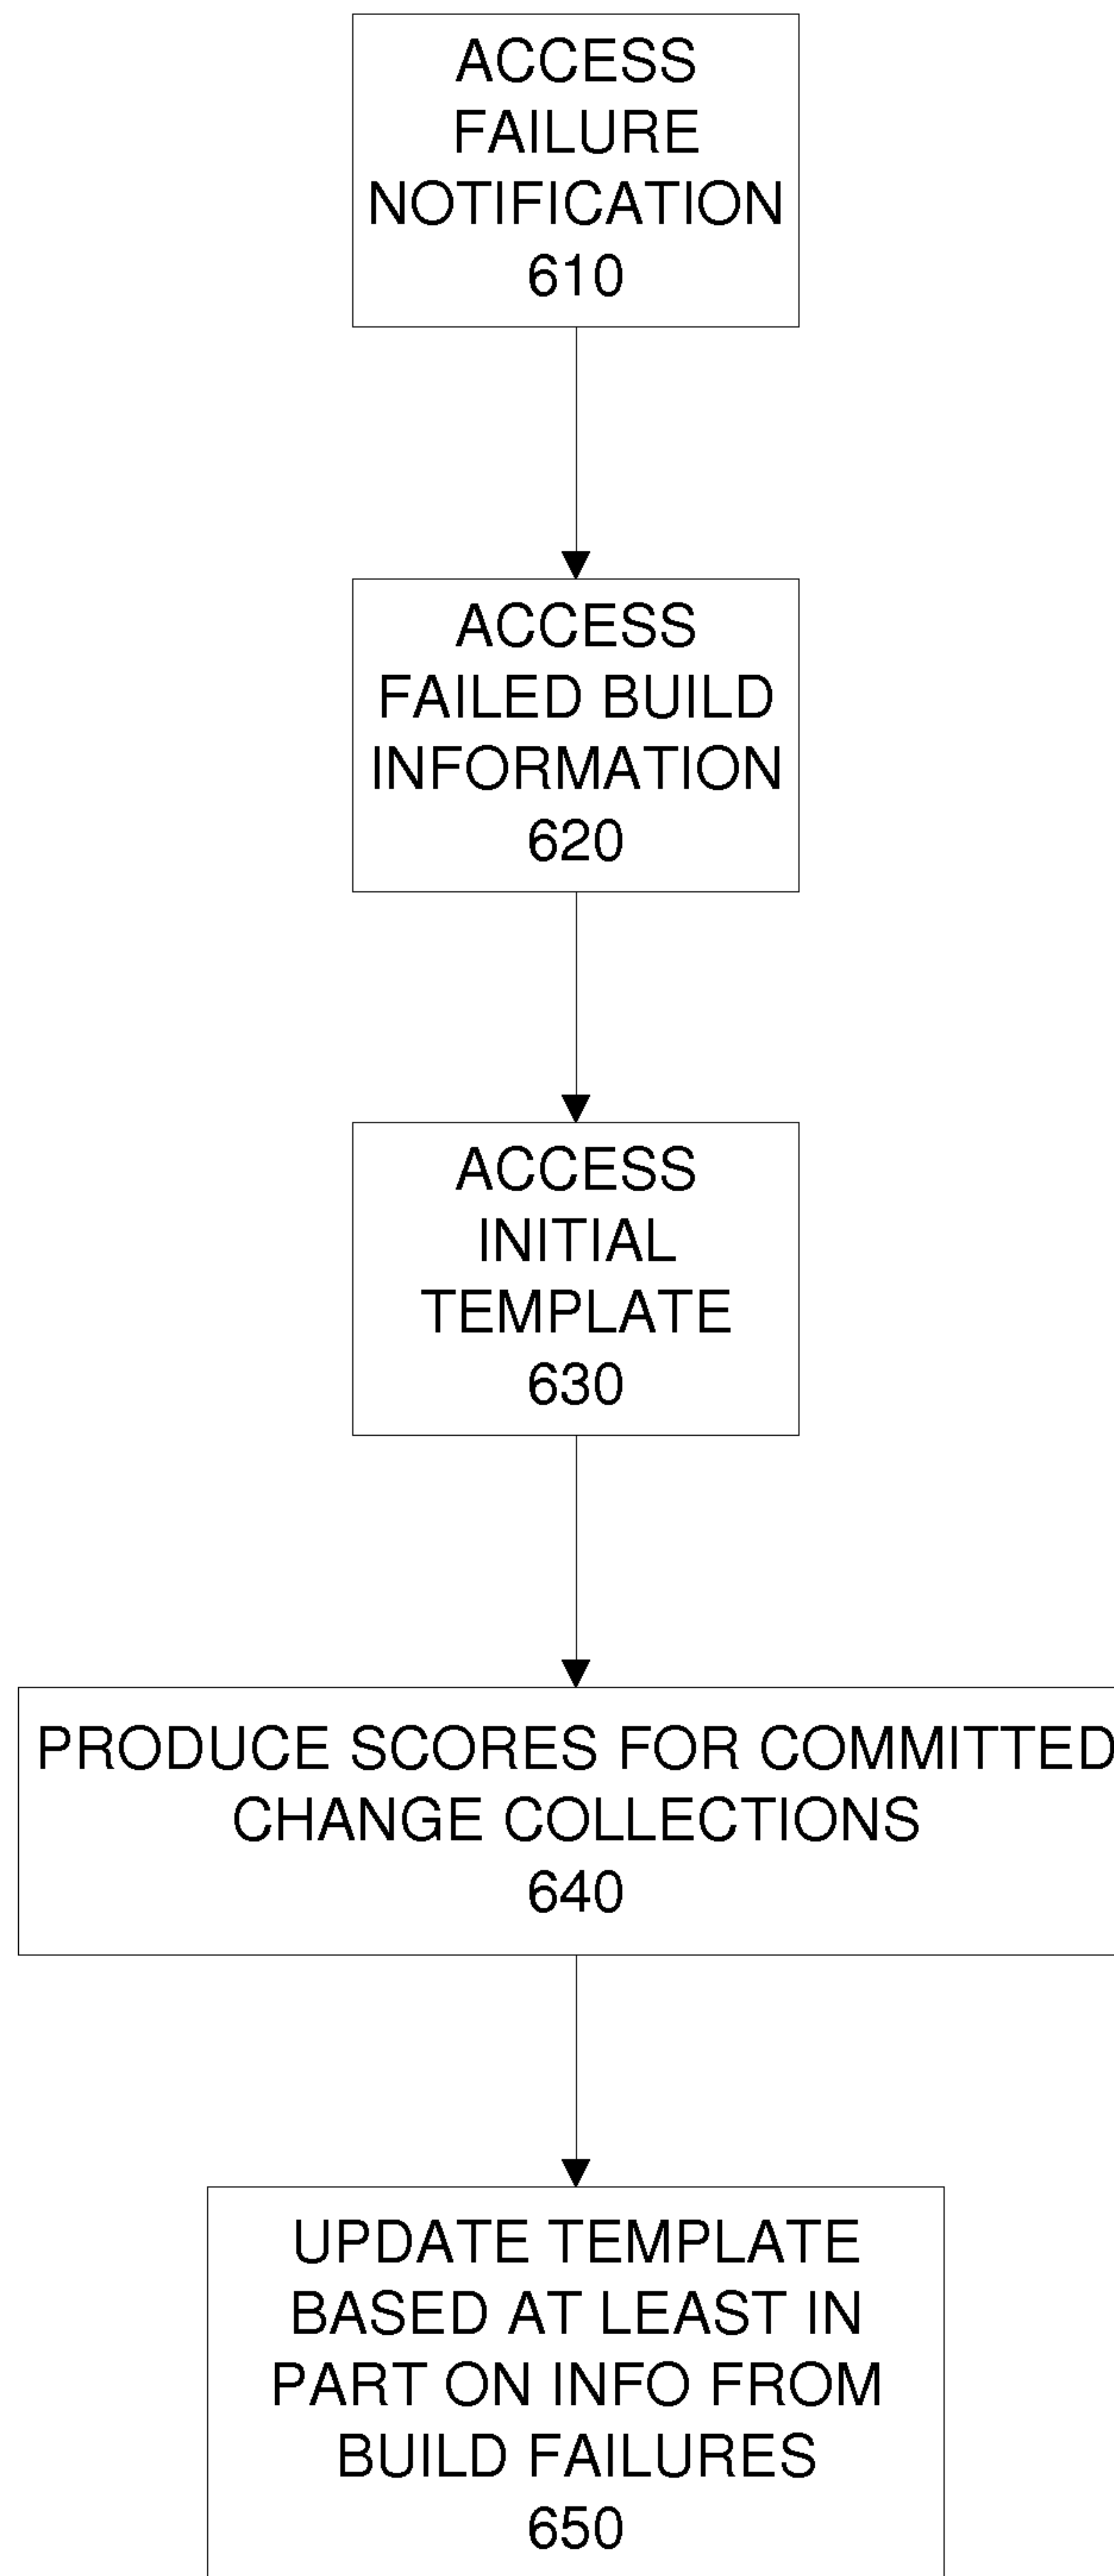 ACCESS
FAILURE
NOTIFICATION
610
ACCESS
FAILED BUILD
INFORMATION
620
ACCESS
INITIAL
TEMPLATE
630
PRODUCE SCORES FOR COMMITTED
CHANGE COLLECTIONS
640
UPDATE TEMPLATE
BASED AT LEAST IN
PART ON INFO FROM
BUILD FAILURES
650